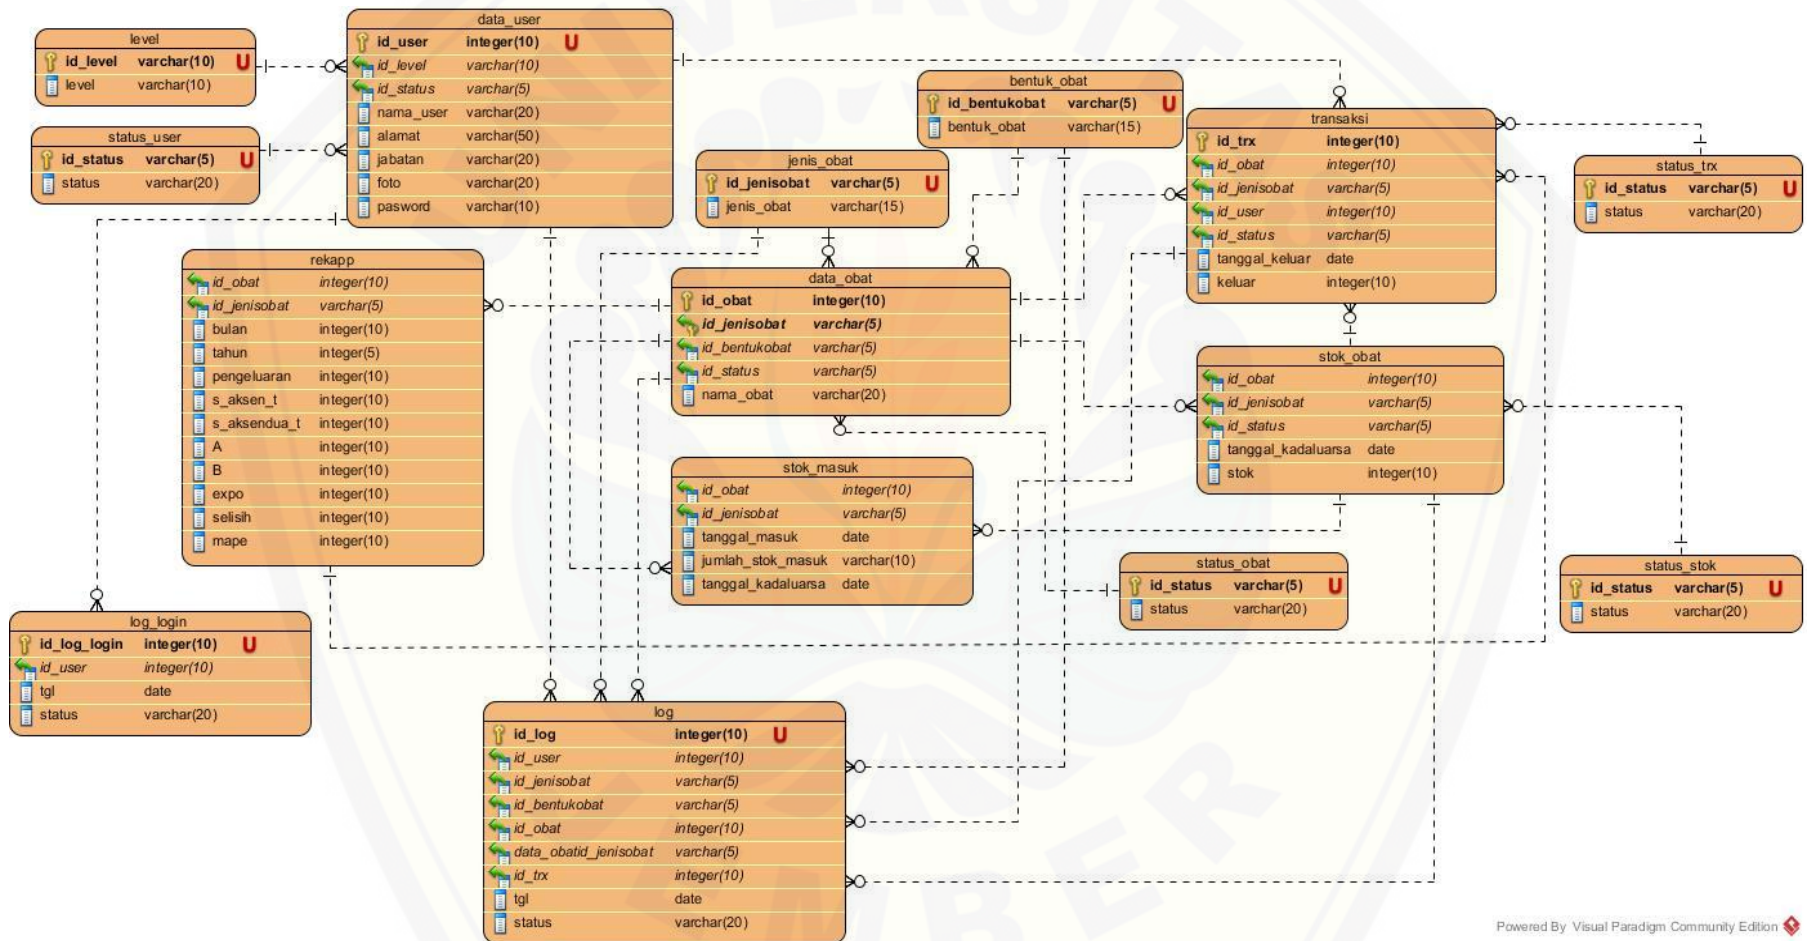 level
id_level varchar(10) U
level varchar(10)
status_user
id_status varchar(5) U
status varchar(20)
data_user
id_user integer(10) U
id_level varchar(10)
id_status varchar(5)
nama_user varchar(20)
alamat varchar(50)
jabatan varchar(20)
foto varchar(20)
pasword varchar(10)
bentuk_obat
id_bentukobat varchar(5) U
bentuk_obat varchar(15)
jenis_obat
id_jenisobat varchar(5) U
jenis_obat varchar(15)
transaksi
id_trx integer(10)
id_obat integer(10)
id_jenisobat varchar(5)
id_user integer(10)
id_status varchar(5)
tanggal_keluar date
keluar integer(10)
status_trx
id_status varchar(5) U
status varchar(20)
rekapp
id_obat integer(10)
id_jenisobat varchar(5)
bulan integer(10)
tahun integer(5)
pengeluaran integer(10)
s_aksen_t integer(10)
s_aksendua_t integer(10)
A integer(10)
B integer(10)
expo integer(10)
selisih integer(10)
mape integer(10)
data_obat
id_obat integer(10)
id_jenisobat varchar(5)
id_bentukobat varchar(5)
id_status varchar(5)
nama_obat varchar(20)
stok_obat
id_obat integer(10)
id_jenisobat varchar(5)
id_status varchar(5)
tanggal_kadaluarsa date
stok integer(10)
stok_masuk
id_obat integer(10)
id_jenisobat varchar(5)
tanggal_masuk date
jumlah_stok_masuk varchar(10)
tanggal_kadaluarsa date
status_obat
id_status varchar(5) U
status varchar(20)
status_stok
id_status varchar(5) U
status varchar(20)
log_login
id_log_login integer(10) U
id_user integer(10)
tgl date
status varchar(20)
log
id_log integer(10) U
id_user integer(10)
id_jenisobat varchar(5)
id_bentukobat varchar(5)
id_obat integer(10)
data_obatid_jenisobat varchar(5)
id_trx integer(10)
tgl date
status varchar(20)
Powered By Visual Paradigm Community Edition